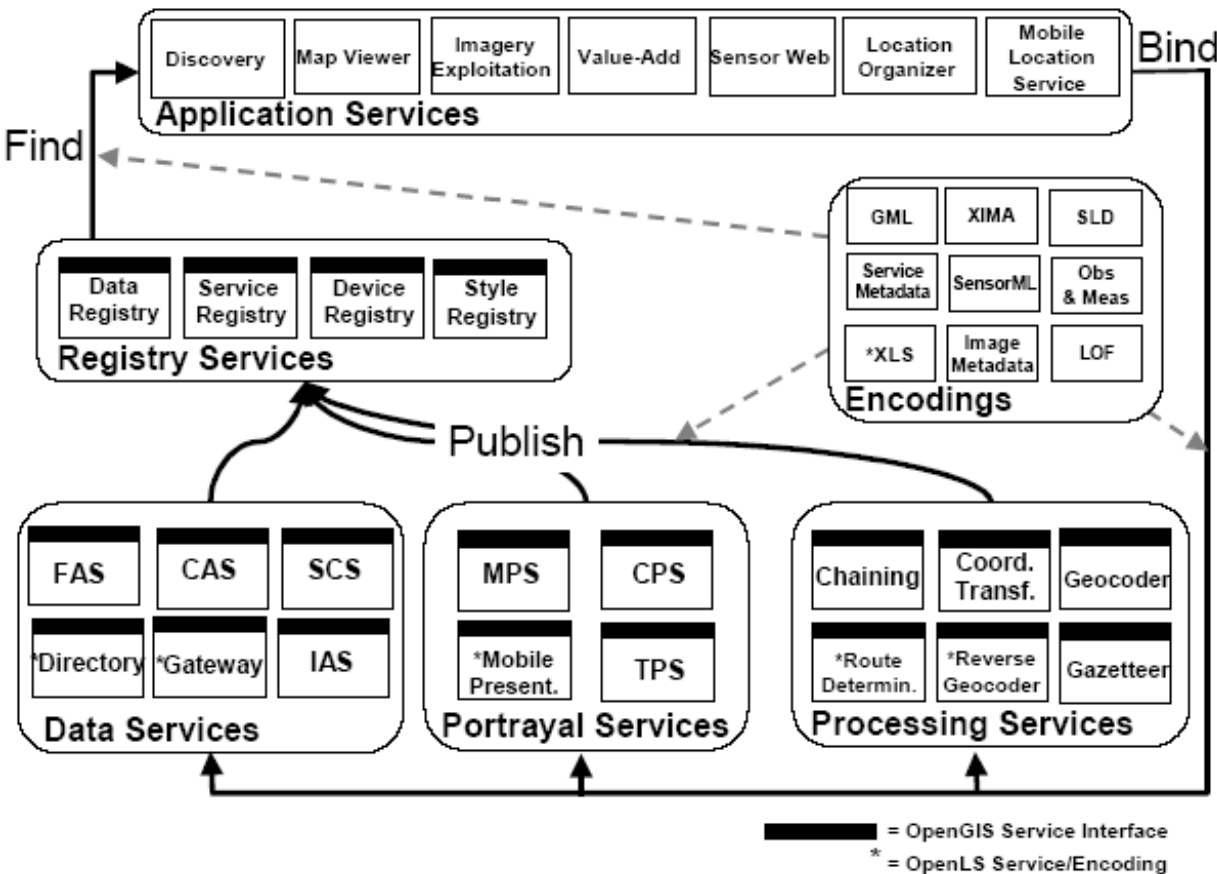 Discovery
Map Viewer
Imagery
Exploitation
Value-Add
Sensor Web
Location
Organizer
Mobile
Location
Service
Application Services
Bind
Find
GML
XIMA
SLD
Service
Metadata
SensorML
Obs
& Meas
*XLS
Image
Metadata
LOF
Encodings
Data
Registry
Service
Registry
Device
Registry
Style
Registry
Registry Services
Publish
FAS
CAS
SCS
*Directory
*Gateway
IAS
Data Services
MPS
CPS
*Mobile
Present.
TPS
Portrayal Services
Chaining
Coord.
Transf.
Geocoder
*Route
Determin.
*Reverse
Geocoder
Gazetteer
Processing Services
= OpenGIS Service Interface
* = OpenLS Service/Encoding